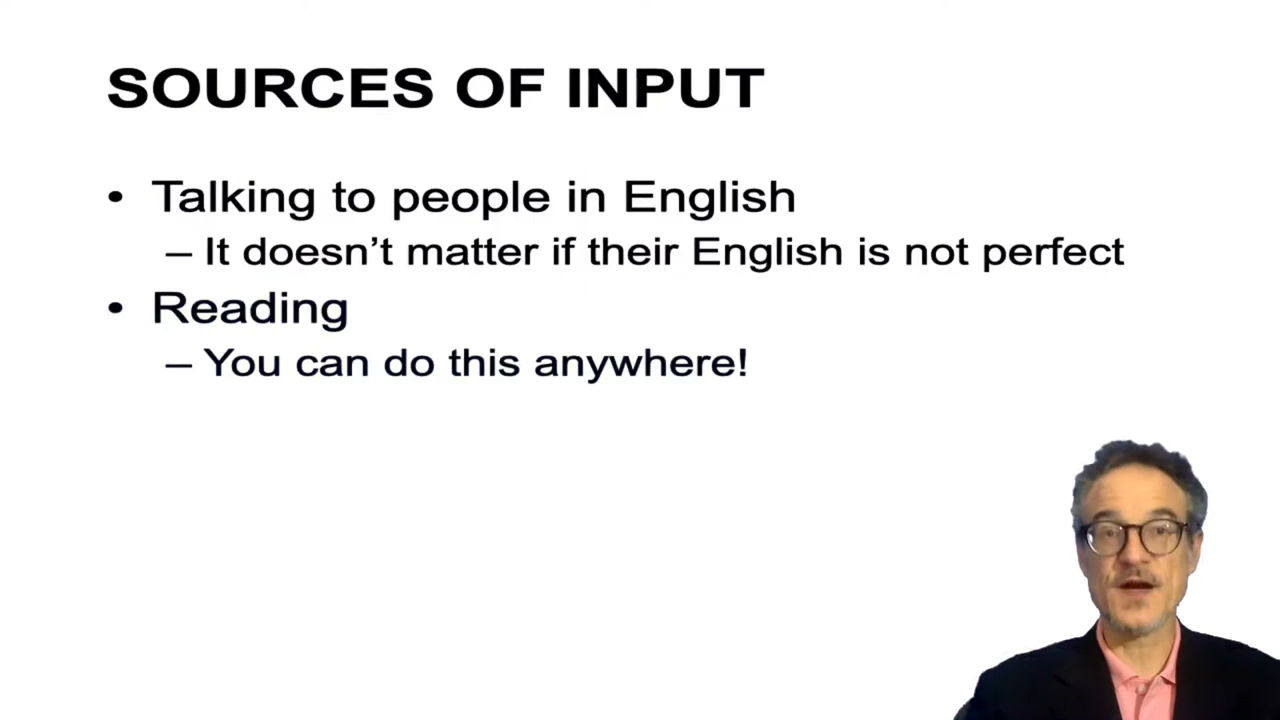 SOURCES OF INPUT
• Talking to people in English
– It doesn’t matter if their English is not perfect
• Reading
– You can do this anywhere!